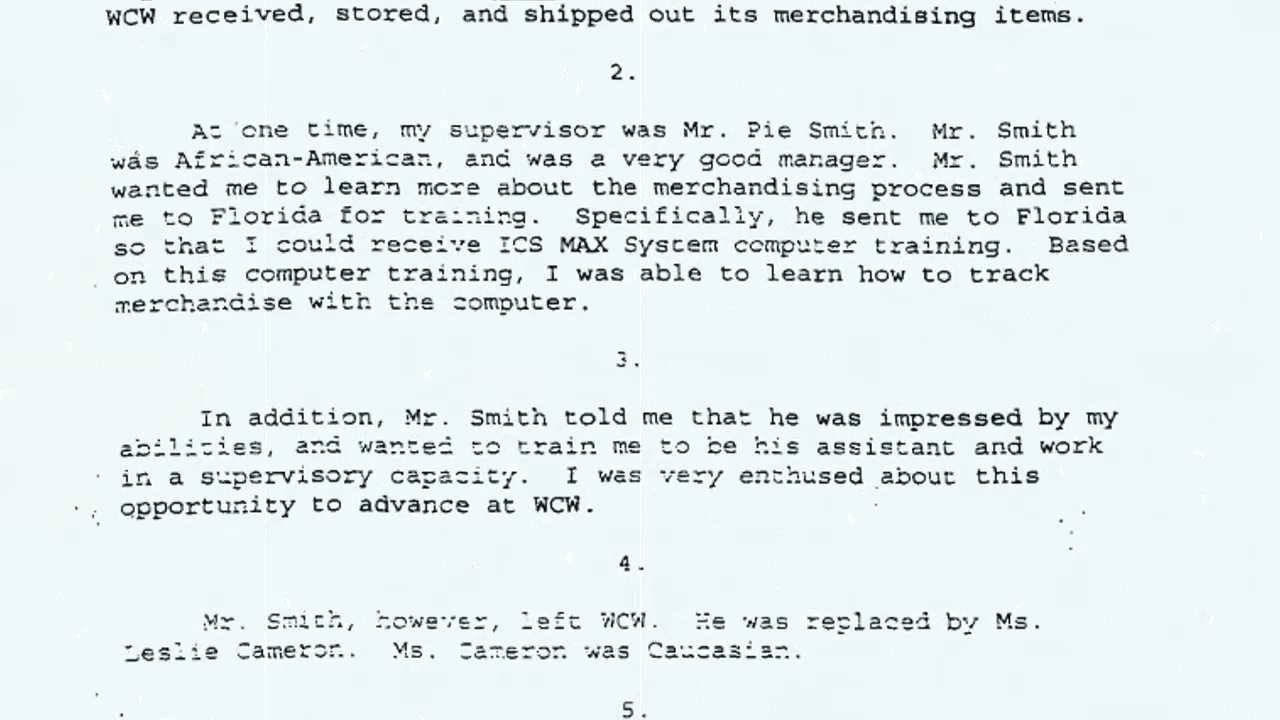 WCW received, stored, and shipped out its merchandising items.
2.
At one time, my supervisor was Mr. Pie Smith. Mr. Smith
was African-American, and was a very good manager. Mr. Smith
wanted me to learn more about the merchandising process and sent
me to Florida for training. Specifically, he sent me to Florida
so that I could receive ICS MAX System computer training. Based
on this computer training, I was able to learn how to track
merchandise with the computer.
3.
In addition, Mr. Smith told me that he was impressed by my
abilities, and wanted to train me to be his assistant and work
in a supervisory capacity. I was very enthused about this
opportunity to advance at WCW.
4.
Mr. Smith, however, left WCW. He was replaced by Ms.
Leslie Cameron. Ms. Cameron was Caucasian.
5.